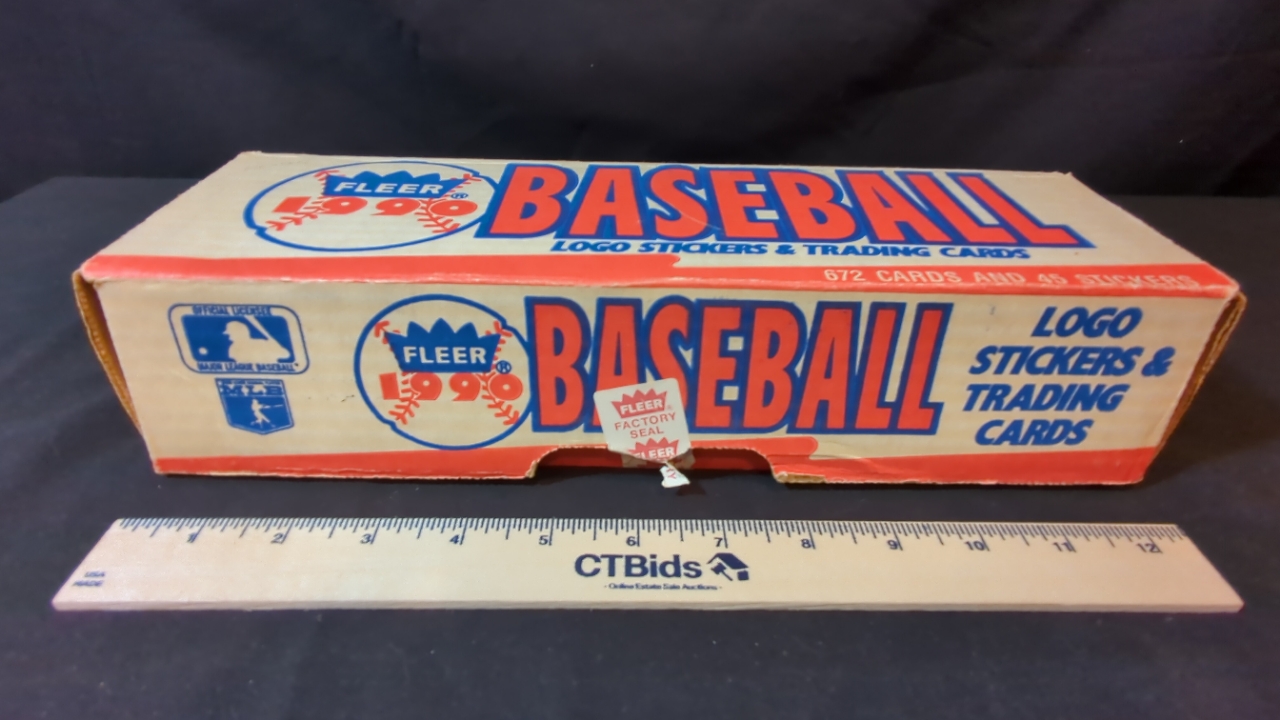 FLEER®
1990
BASEBALL
LOGO STICKERS & TRADING CARDS
672 CARDS AND 45 STICKERS
OFFICIAL LICENSEE
MAJOR LEAGUE BASEBALL
FLEER®
1990
BASEBALL
LOGO
STICKERS &
TRADING
CARDS
FLEER
FACTORY
SEAL
FLEER
1 2 3 4 5 6 7 8 9 10 11 12
CTBids
- Online Estate Sale Auctions -
USA
MADE